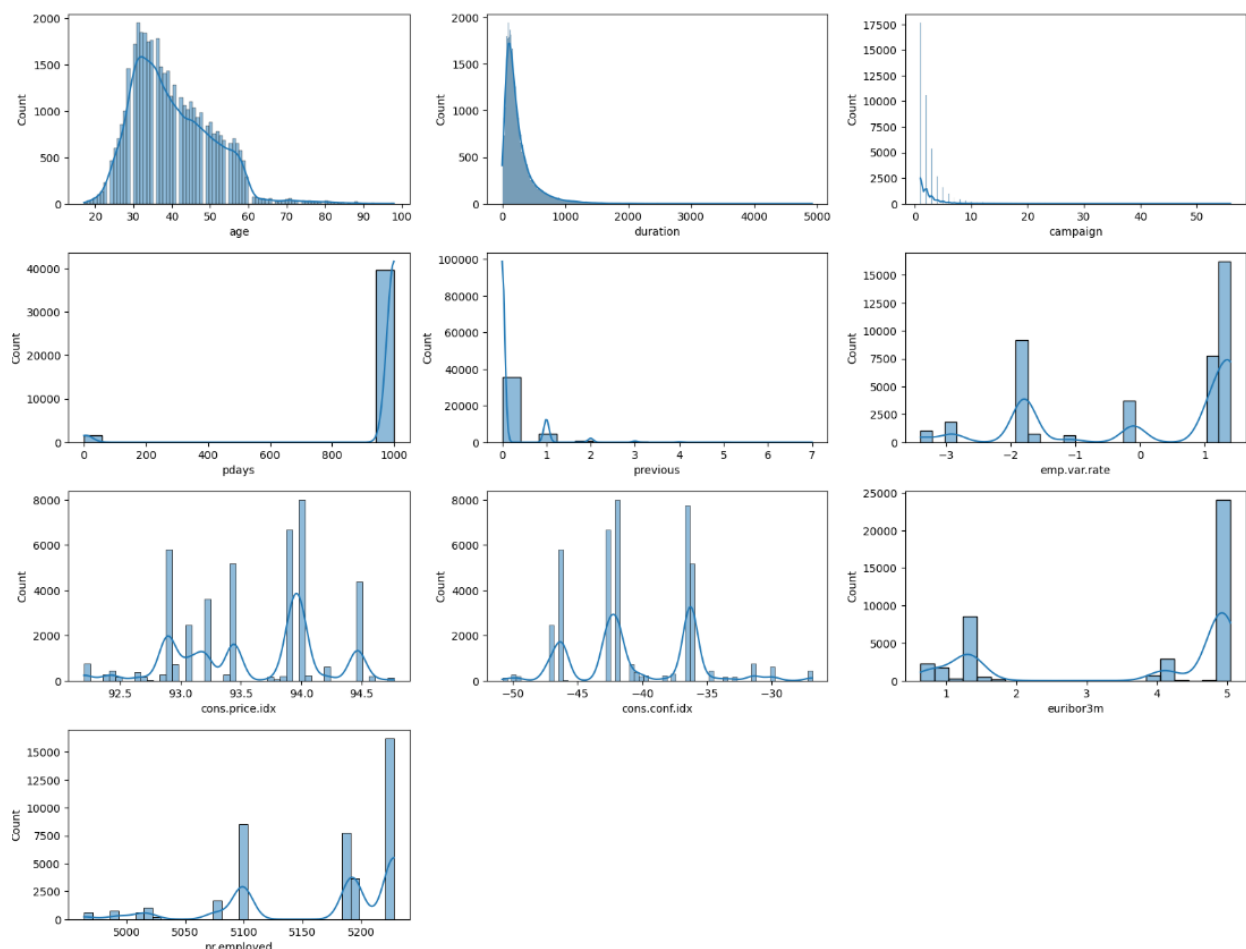 2000
1500
1000
500
0
Count
20 30 40 50 60 70 80 90 100
age
2000
1500
1000
500
0
Count
0 1000 2000 3000 4000 5000
duration
17500
15000
12500
10000
7500
5000
2500
0
Count
0 10 20 30 40 50
campaign
40000
30000
20000
10000
0
Count
0 200 400 600 800 1000
pdays
100000
80000
60000
40000
20000
0
Count
0 1 2 3 4 5 6 7
previous
15000
12500
10000
7500
5000
2500
0
Count
−3 −2 −1 0 1
emp.var.rate
8000
6000
4000
2000
0
Count
92.5 93.0 93.5 94.0 94.5
cons.price.idx
8000
6000
4000
2000
0
Count
−50 −45 −40 −35 −30
cons.conf.idx
25000
20000
15000
10000
5000
0
Count
1 2 3 4 5
euribor3m
15000
12500
10000
7500
5000
2500
0
Count
5000 5050 5100 5150 5200
nr.employed